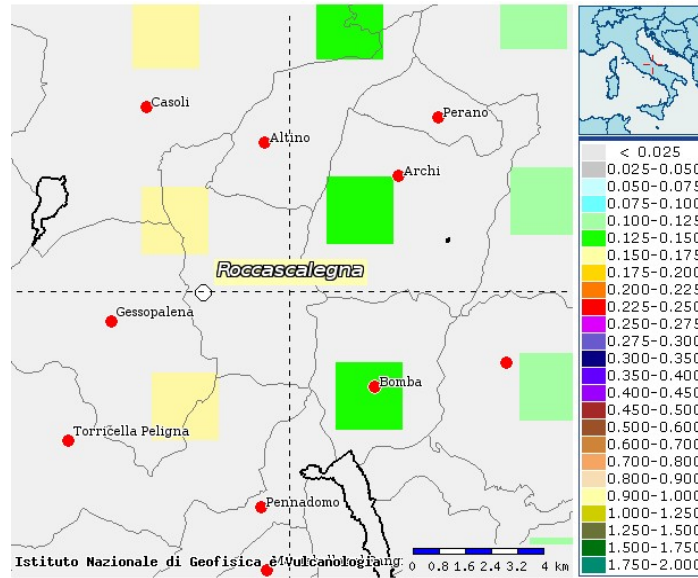 Casoli
Altino
Perano
Archi
Roccascalegna
Gessopalena
Bomba
Torricella Peligna
Pennadomo
Istituto Nazionale di Geofisica e Vulcanologia
0 0.8 1.6 2.4 3.2 4 km
< 0.025
0.025-0.050
0.050-0.075
0.075-0.100
0.100-0.125
0.125-0.150
0.150-0.175
0.175-0.200
0.200-0.225
0.225-0.250
0.250-0.275
0.275-0.300
0.300-0.350
0.350-0.400
0.400-0.450
0.450-0.500
0.500-0.600
0.600-0.700
0.700-0.800
0.800-0.900
0.900-1.000
1.000-1.250
1.250-1.500
1.500-1.750
1.750-2.000